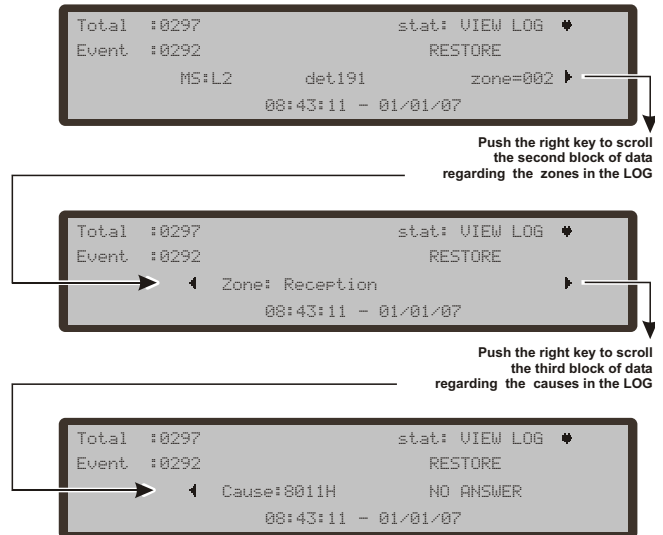 Total :0297 stat: VIEW LOG
Event :0292 RESTORE
MS:L2 det191 zone=002
08:43:11 - 01/01/07
Push the right key to scroll
the second block of data
regarding the zones in the LOG
Total :0297 stat: VIEW LOG
Event :0292 RESTORE
Zone: Reception
08:43:11 - 01/01/07
Push the right key to scroll
the third block of data
regarding the causes in the LOG
Total :0297 stat: VIEW LOG
Event :0292 RESTORE
Cause:8011H NO ANSWER
08:43:11 - 01/01/07